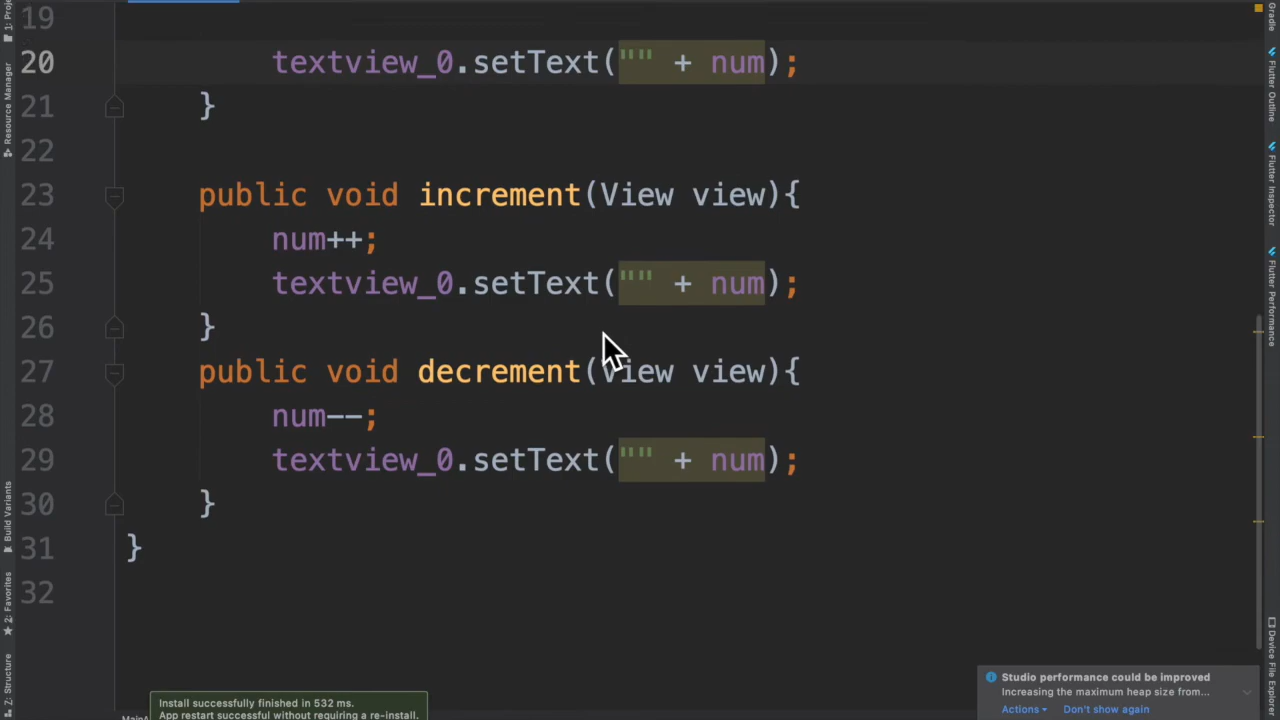 19
20 textview_0.setText("" + num);
21 }
22
23 public void increment(View view){
24 num++;
25 textview_0.setText("" + num);
26 }
27 public void decrement(View view){
28 num--;
29 textview_0.setText("" + num);
30 }
31 }
32
1: Proje
Resource Manager
Build Variants
2: Favorites
Z: Structure
Gradle
Flutter Outline
Flutter Inspector
Flutter Performance
Device File Explorer
Install successfully finished in 532 ms.
App restart successful without requiring a re-install.
MainA
Studio performance could be improved
Increasing the maximum heap size from...
Actions
Don't show again